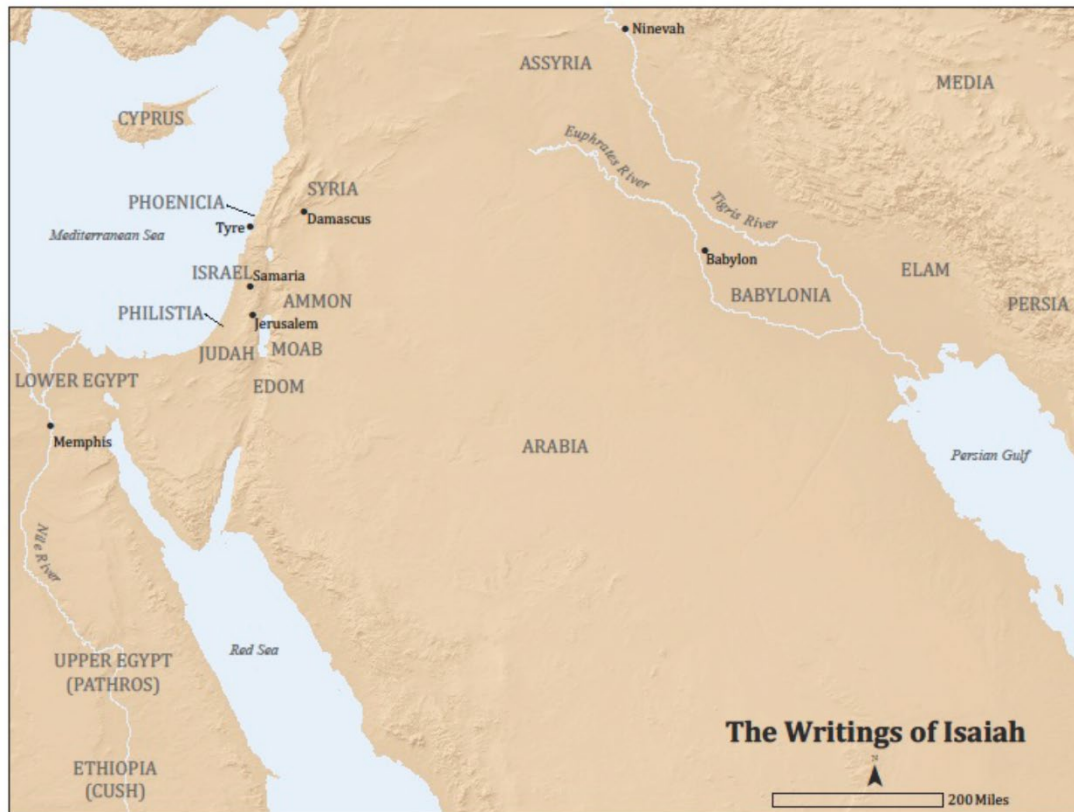 Ninevah
ASSYRIA
MEDIA
CYPRUS
Euphrates River
SYRIA
PHOENICIA
Damascus
Tyre
Mediterranean Sea
Tigris River
Babylon
ISRAEL
Samaria
ELAM
BABYLONIA
AMMON
PERSIA
PHILISTIA
Jerusalem
JUDAH
MOAB
LOWER EGYPT
EDOM
Memphis
ARABIA
Persian Gulf
Nile River
Red Sea
UPPER EGYPT
(PATHROS)
The Writings of Isaiah
N
ETHIOPIA
(CUSH)
200 Miles